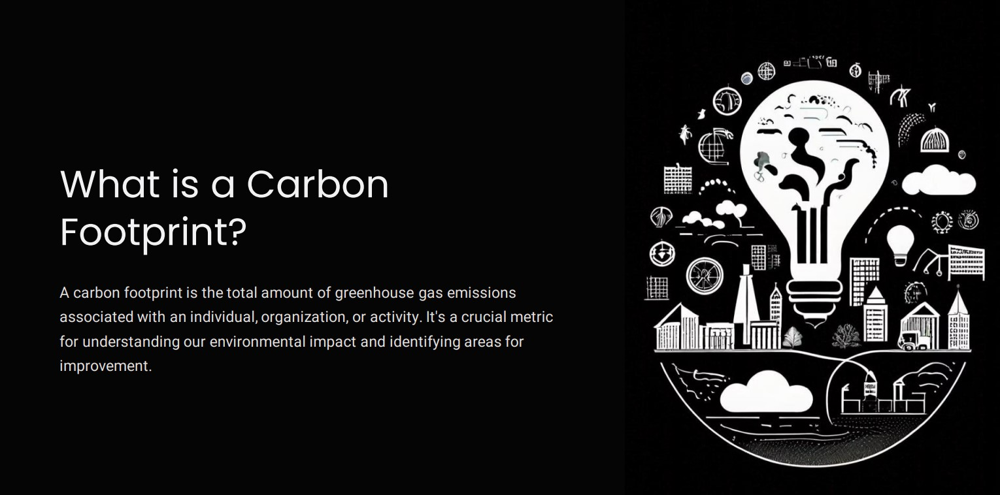 What is a Carbon
Footprint?
A carbon footprint is the total amount of greenhouse gas emissions
associated with an individual, organization, or activity. It's a crucial metric
for understanding our environmental impact and identifying areas for
improvement.